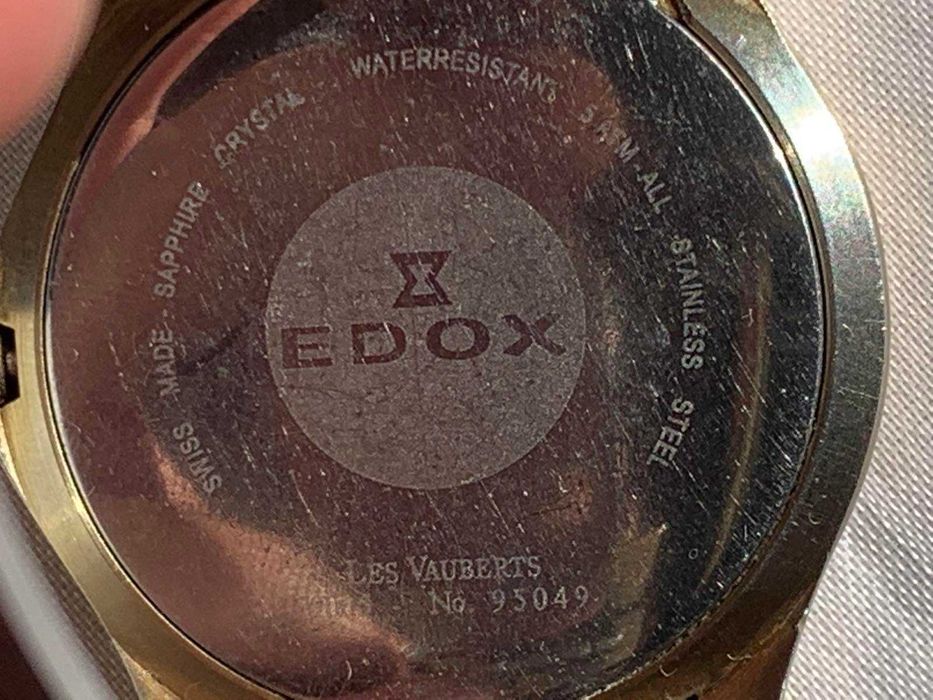 SWISS MADE - SAPPHIRE CRYSTAL WATERRESISTANT 5 ATM - ALL STAINLESS STEEL
EDOX
LES VAUBERTS
No 95049